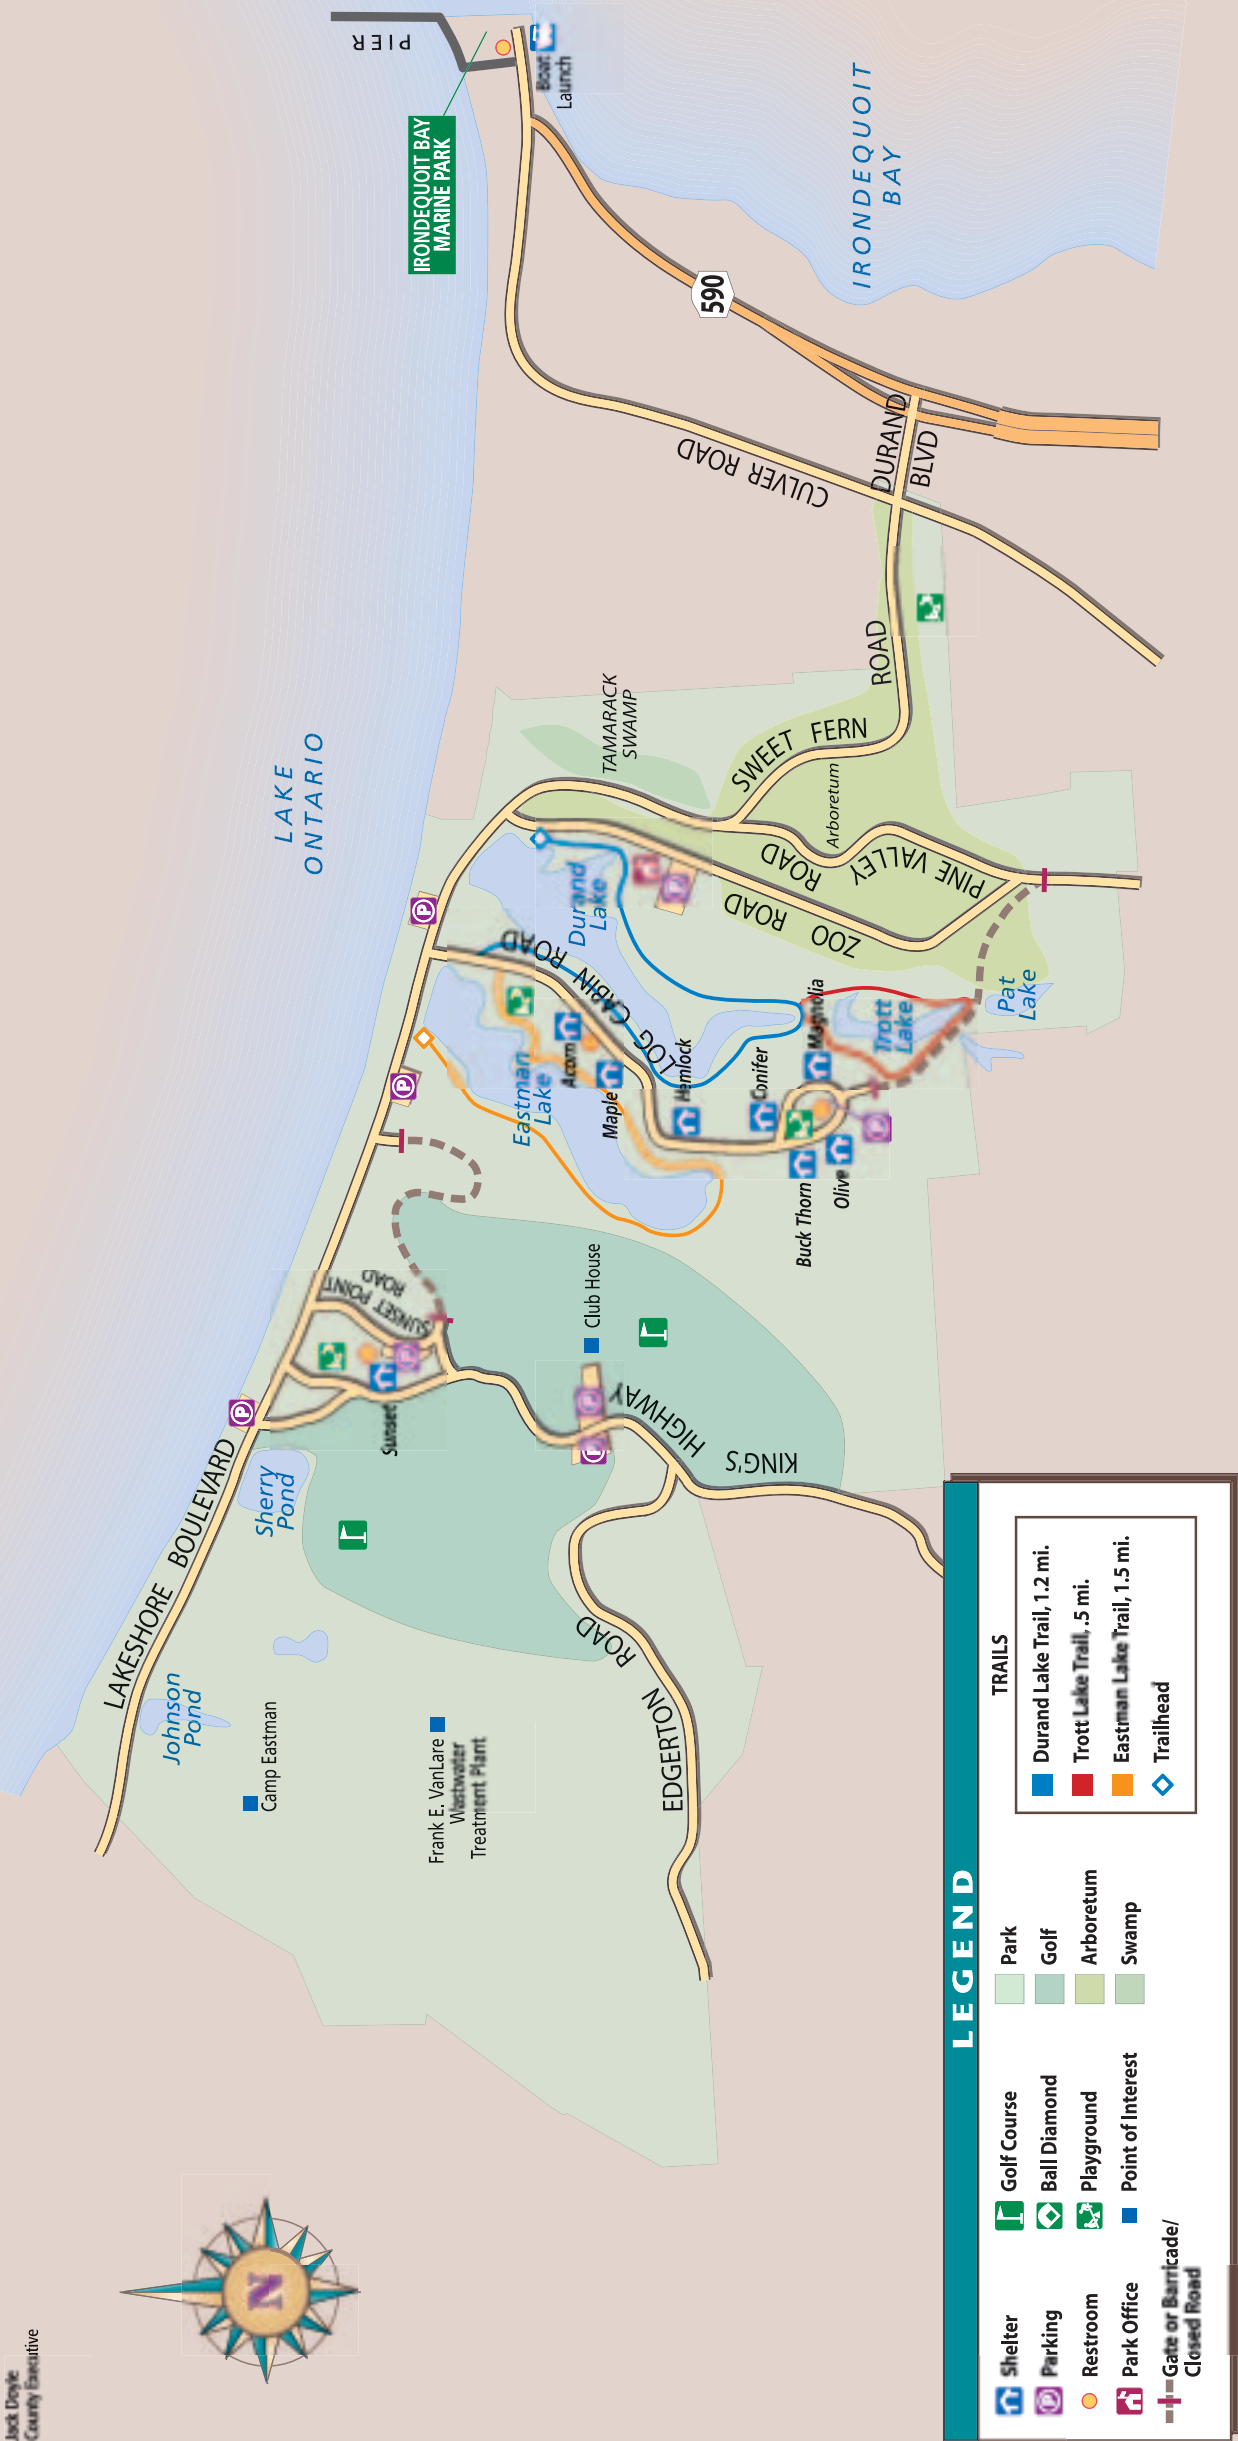 Jack Doyle
County Executive
N
LAKE
ONTARIO
PIER
IRONDEQUOIT BAY
MARINE PARK
Boat
Launch
IRONDEQUOIT
BAY
590
CULVER ROAD
DURAND
BLVD
SWEET FERN
ROAD
TAMARACK
SWAMP
Arboretum
PINE VALLEY
ROAD
ZOO ROAD
Durand
Lake
LOG CABIN ROAD
Eastman
Lake
Acorn
Maple
Hemlock
Conifer
Magnolia
Trott
Lake
Pat
Lake
Buck Thorn
Olive
Club House
SUNSET POINT
ROAD
Sunset
KING'S
HIGHWAY
LAKESHORE BOULEVARD
Sherry
Pond
Johnson
Pond
Camp Eastman
Frank E. VanLare
Wastwater
Treatment Plant
EDGERTON
ROAD
P
P
P
P
P
P
P
P
LEGEND
Shelter
P Parking
Restroom
Park Office
Gate or Barricade/
Closed Road
Golf Course
Ball Diamond
Playground
Point of Interest
Park
Golf
Arboretum
Swamp
TRAILS
Durand Lake Trail, 1.2 mi.
Trott Lake Trail, .5 mi.
Eastman Lake Trail, 1.5 mi.
Trailhead